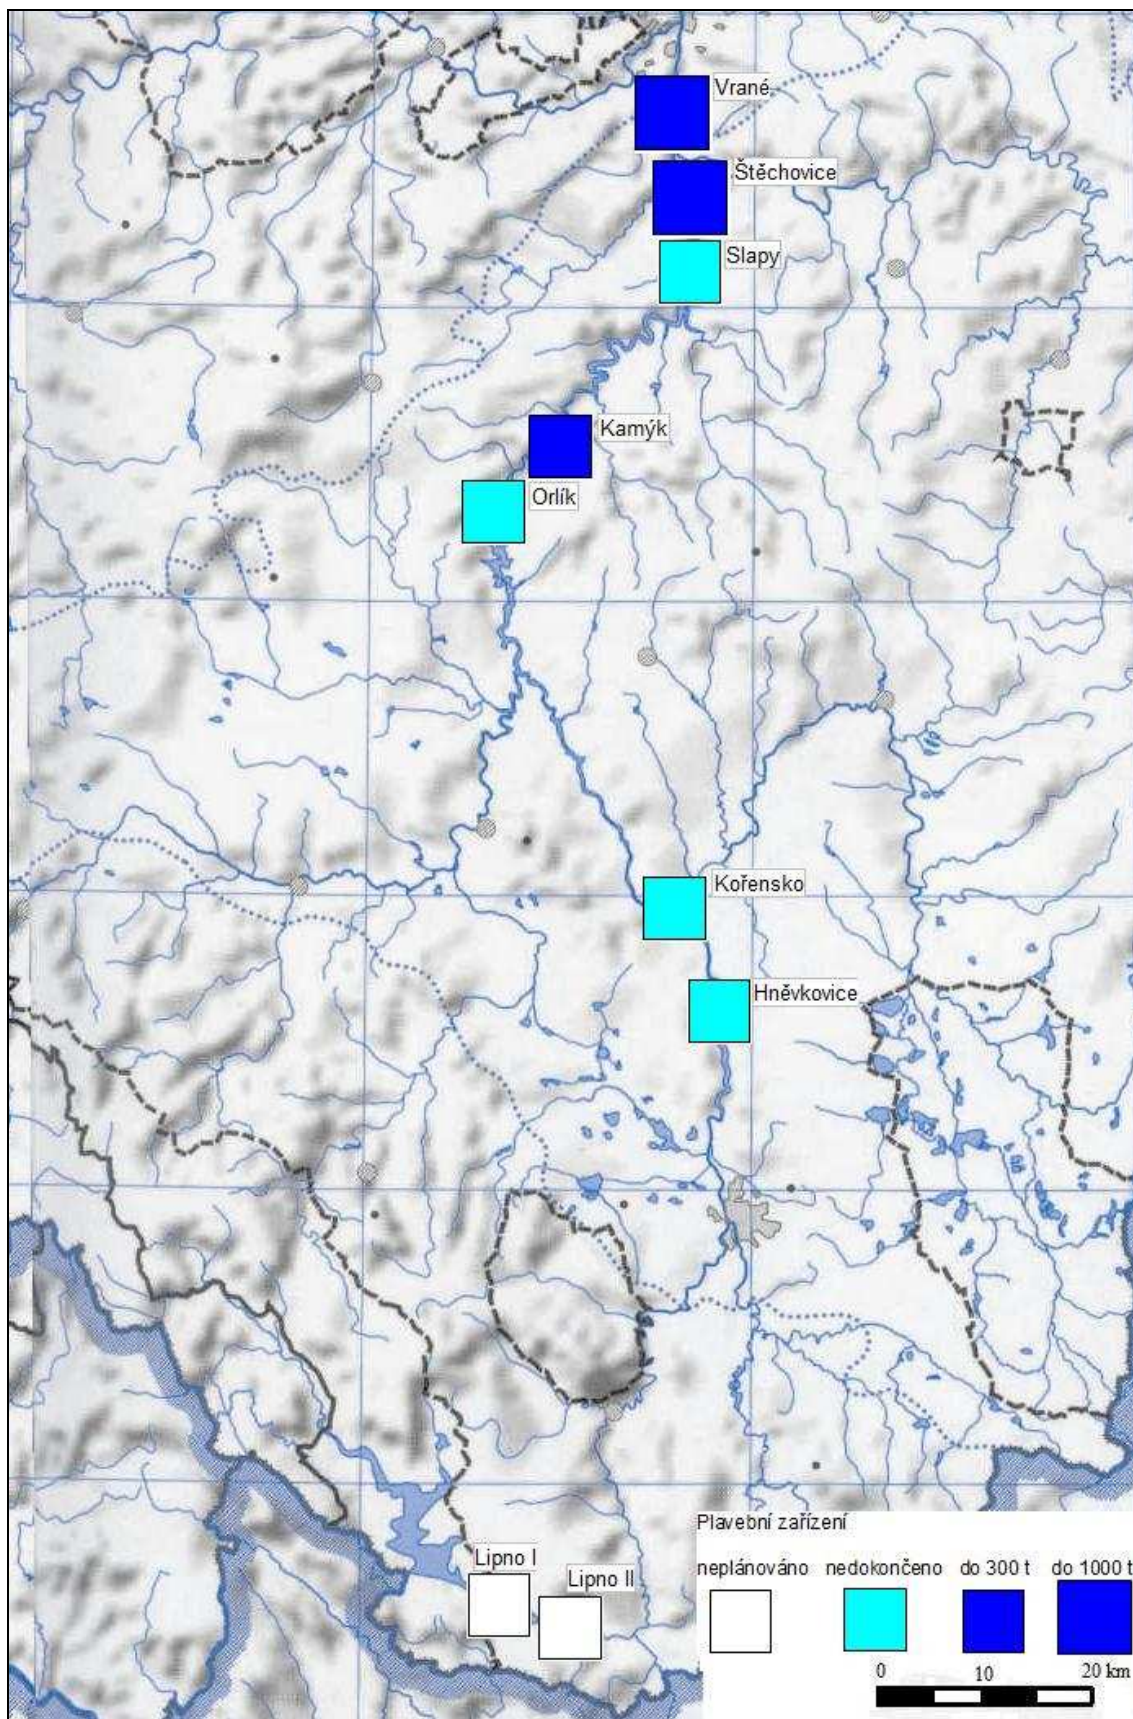 Vrané
Štěchovice
Slapy
Kamýk
Orlík
Kořensko
Hněvkovice
Lipno I
Lipno II
Plavební zařízení
neplánováno nedokončeno do 300 t do 1000 t
0 10 20 km